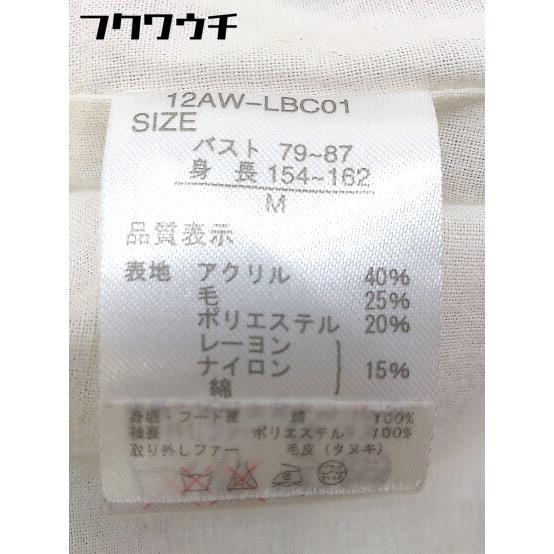 フクワウチ
12AW-LBC01
SIZE
バスト 79~87
身長 154~162
M
品質表示
表地 アクリル 40%
毛 25%
ポリエステル 20%
レーヨン
ナイロン } 15%
綿
身頃・フード裏 綿 100%
袖裏 ポリエステル 100%
取り外しファー 毛皮(タヌキ)